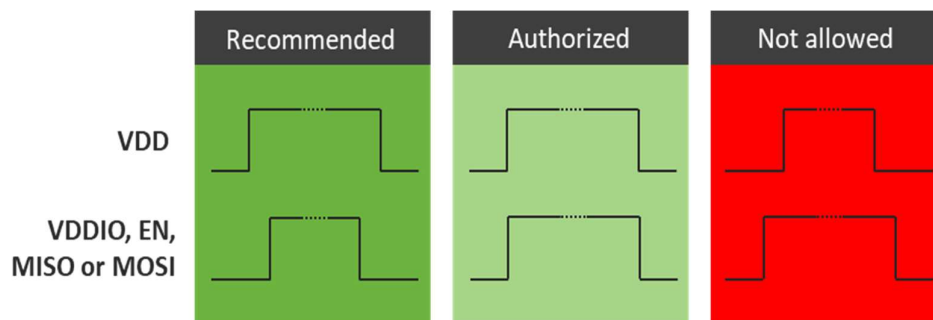 Recommended
Authorized
Not allowed
VDD
VDDIO, EN,
MISO or MOSI